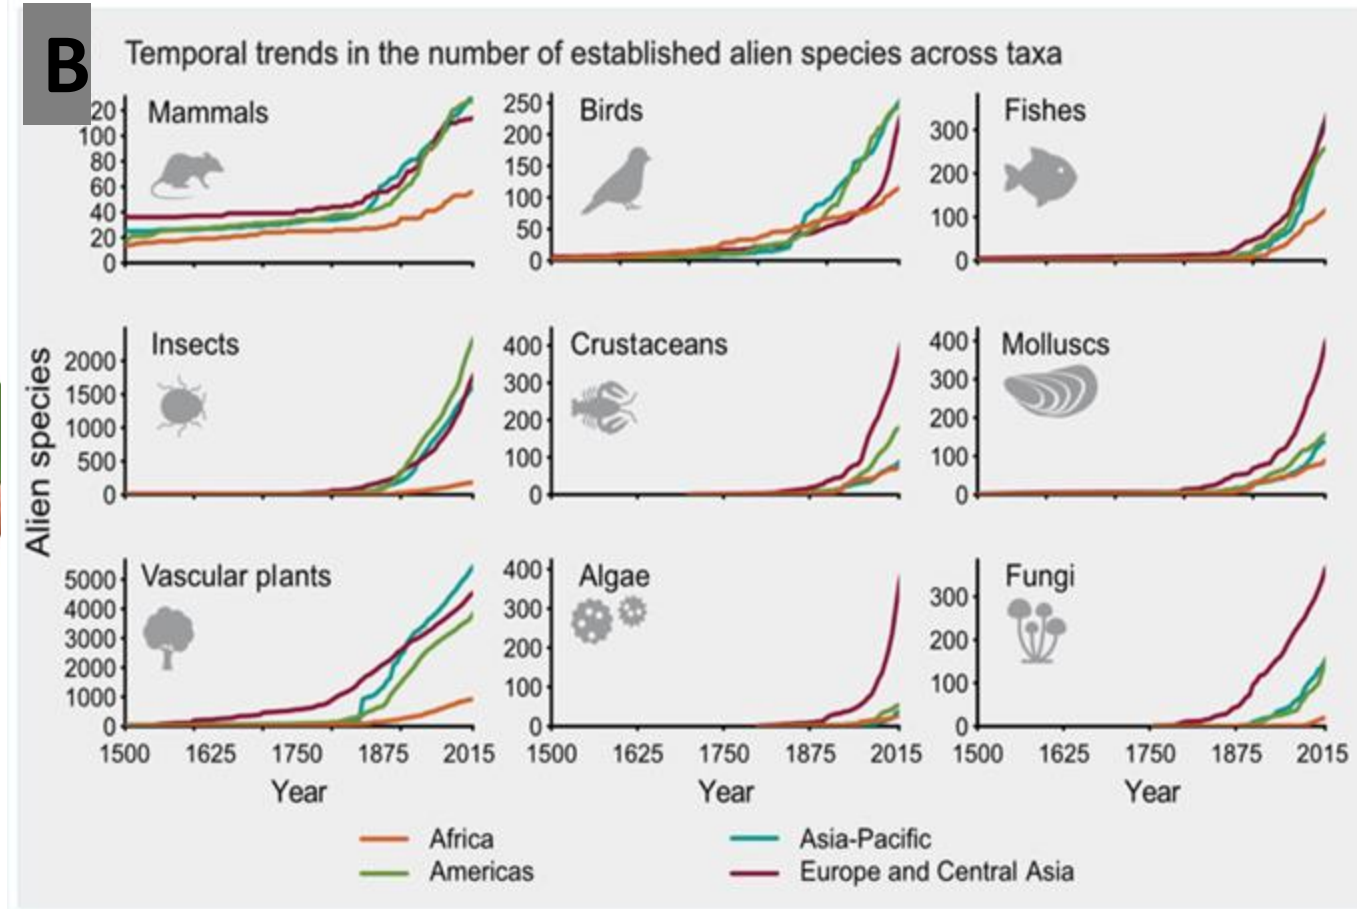 B
Temporal trends in the number of established alien species across taxa
Mammals
20
100
80
60
40
20
0
Birds
250
200
150
100
50
0
Fishes
300
200
100
0
Alien species
Insects
2000
1500
1000
500
0
Crustaceans
400
300
200
100
0
Molluscs
400
300
200
100
0
Vascular plants
5000
4000
3000
2000
1000
0
1500 1625 1750 1875 2015
Year
Algae
400
300
200
100
0
1500 1625 1750 1875 2015
Year
Fungi
300
200
100
0
1500 1625 1750 1875 2015
Year
Africa
Americas
Asia-Pacific
Europe and Central Asia